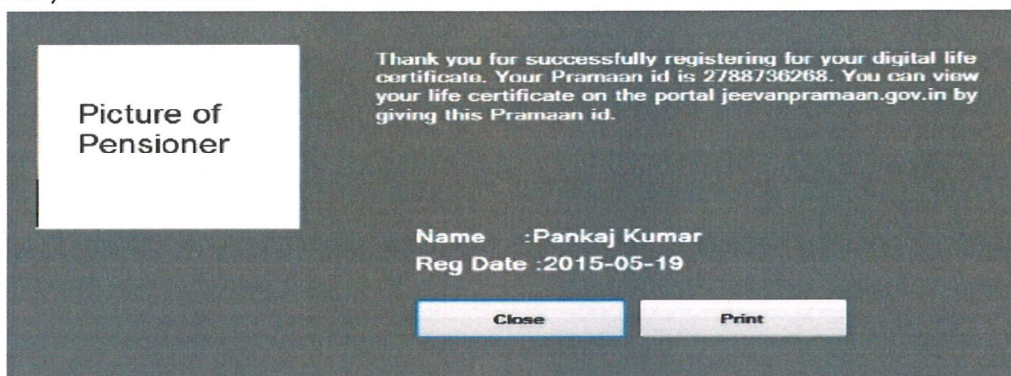 Picture of
Pensioner
Thank you for successfully registering for your digital life
certificate. Your Pramaan id is 2788736268. You can view
your life certificate on the portal jeevanpramaan.gov.in by
giving this Pramaan id.
Name :Pankaj Kumar
Reg Date :2015-05-19
Close Print